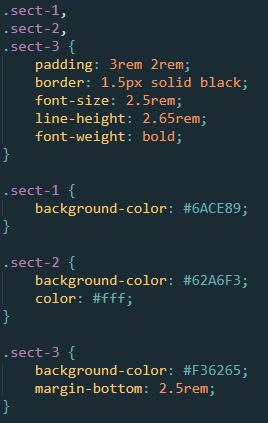 .sect-1,
.sect-2,
.sect-3 {
    padding: 3rem 2rem;
    border: 1.5px solid black;
    font-size: 2.5rem;
    line-height: 2.65rem;
    font-weight: bold;
}

.sect-1 {
    background-color: #6ACE89;
}

.sect-2 {
    background-color: #62A6F3;
    color: #fff;
}

.sect-3 {
    background-color: #F36265;
    margin-bottom: 2.5rem;
}